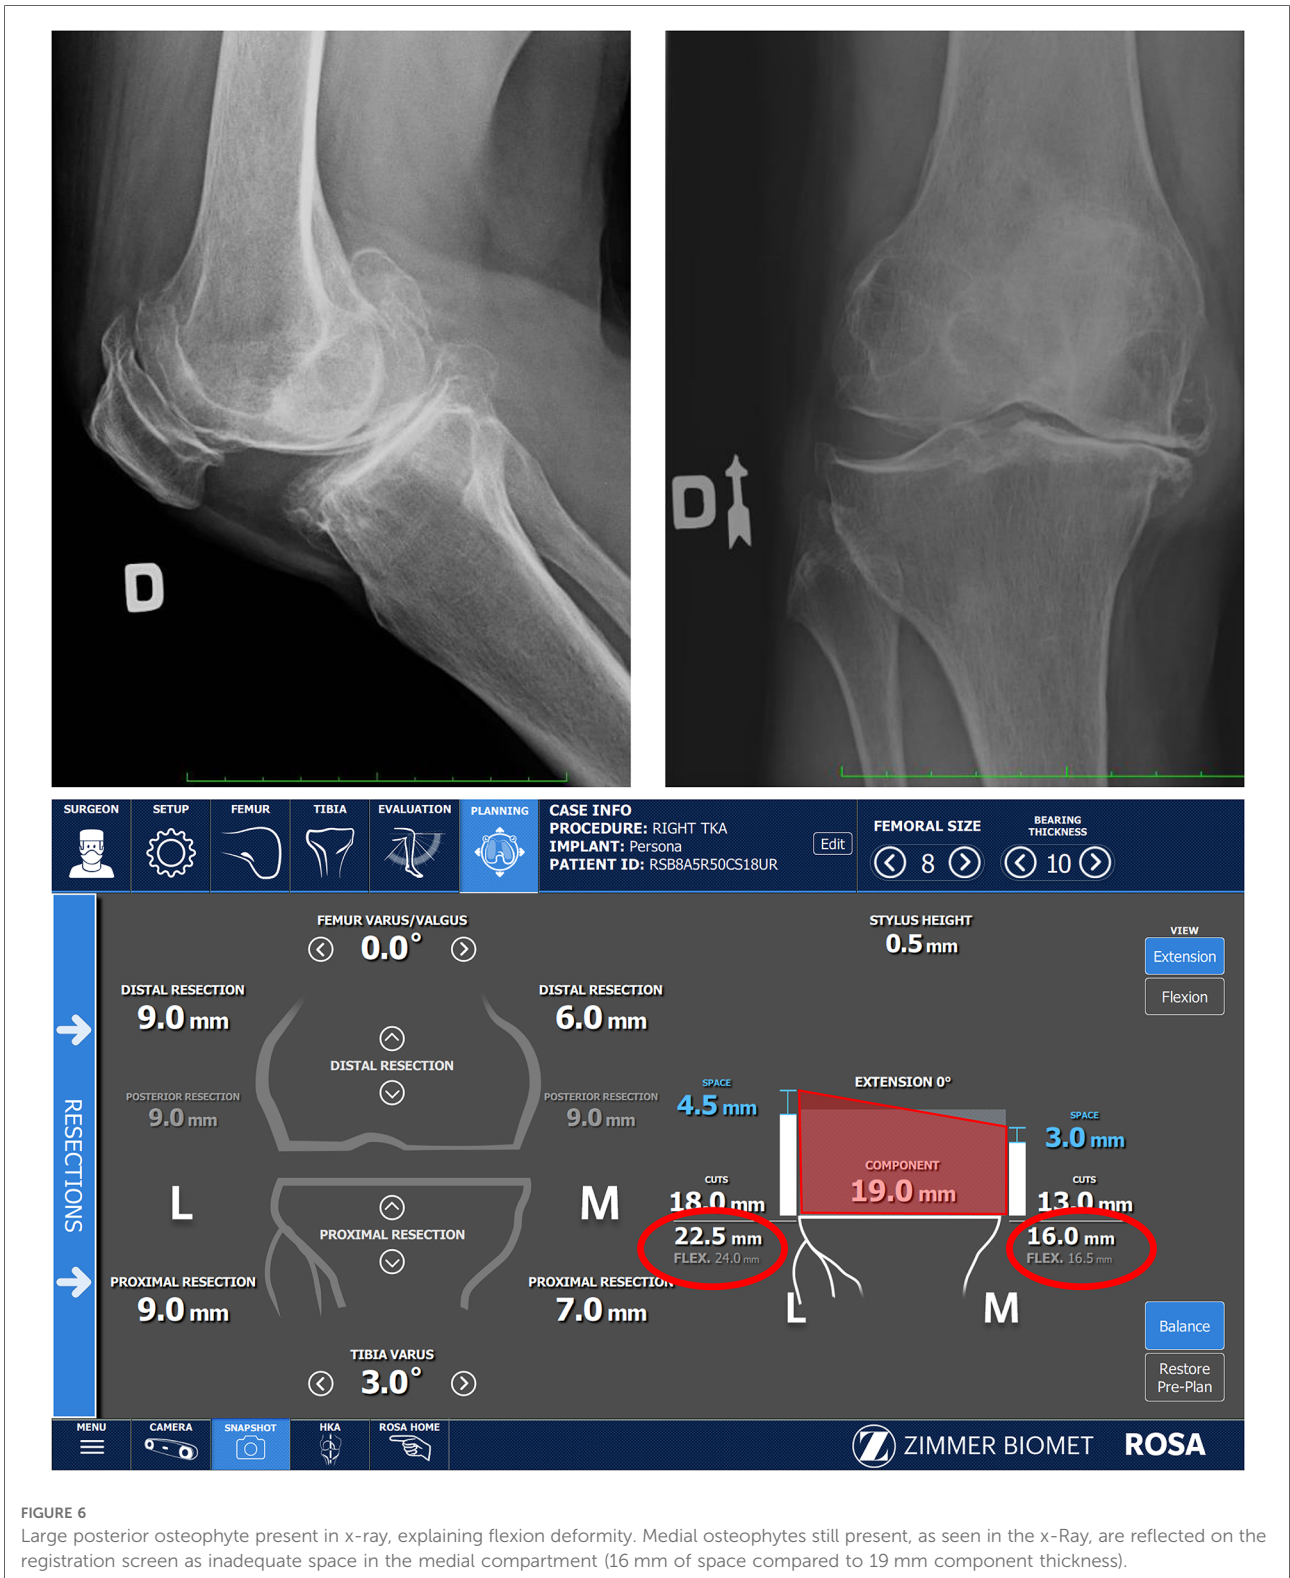 D
D
SURGEON
SETUP
FEMUR
TIBIA
EVALUATION
PLANNING
CASE INFO
PROCEDURE: RIGHT TKA
IMPLANT: Persona
PATIENT ID: RSB8A5R50CS18UR
Edit
FEMORAL SIZE
8
BEARING
THICKNESS
10
RESECTIONS
FEMUR VARUS/VALGUS
0.0°
DISTAL RESECTION
9.0 mm
DISTAL RESECTION
6.0 mm
DISTAL RESECTION
POSTERIOR RESECTION
9.0 mm
POSTERIOR RESECTION
9.0 mm
L
M
PROXIMAL RESECTION
PROXIMAL RESECTION
9.0 mm
PROXIMAL RESECTION
7.0 mm
TIBIA VARUS
3.0°
STYLUS HEIGHT
0.5 mm
VIEW
Extension
Flexion
EXTENSION 0°
SPACE
4.5 mm
SPACE
3.0 mm
COMPONENT
19.0 mm
CUTS
18.0 mm
22.5 mm
FLEX. 24.0 mm
CUTS
13.0 mm
16.0 mm
FLEX. 16.5 mm
L
M
Balance
Restore
Pre-Plan
MENU
CAMERA
SNAPSHOT
HKA
ROSA HOME
ZIMMER BIOMET
ROSA
FIGURE 6
Large posterior osteophyte present in x-ray, explaining flexion deformity. Medial osteophytes still present, as seen in the x-Ray, are reflected on the
registration screen as inadequate space in the medial compartment (16 mm of space compared to 19 mm component thickness).